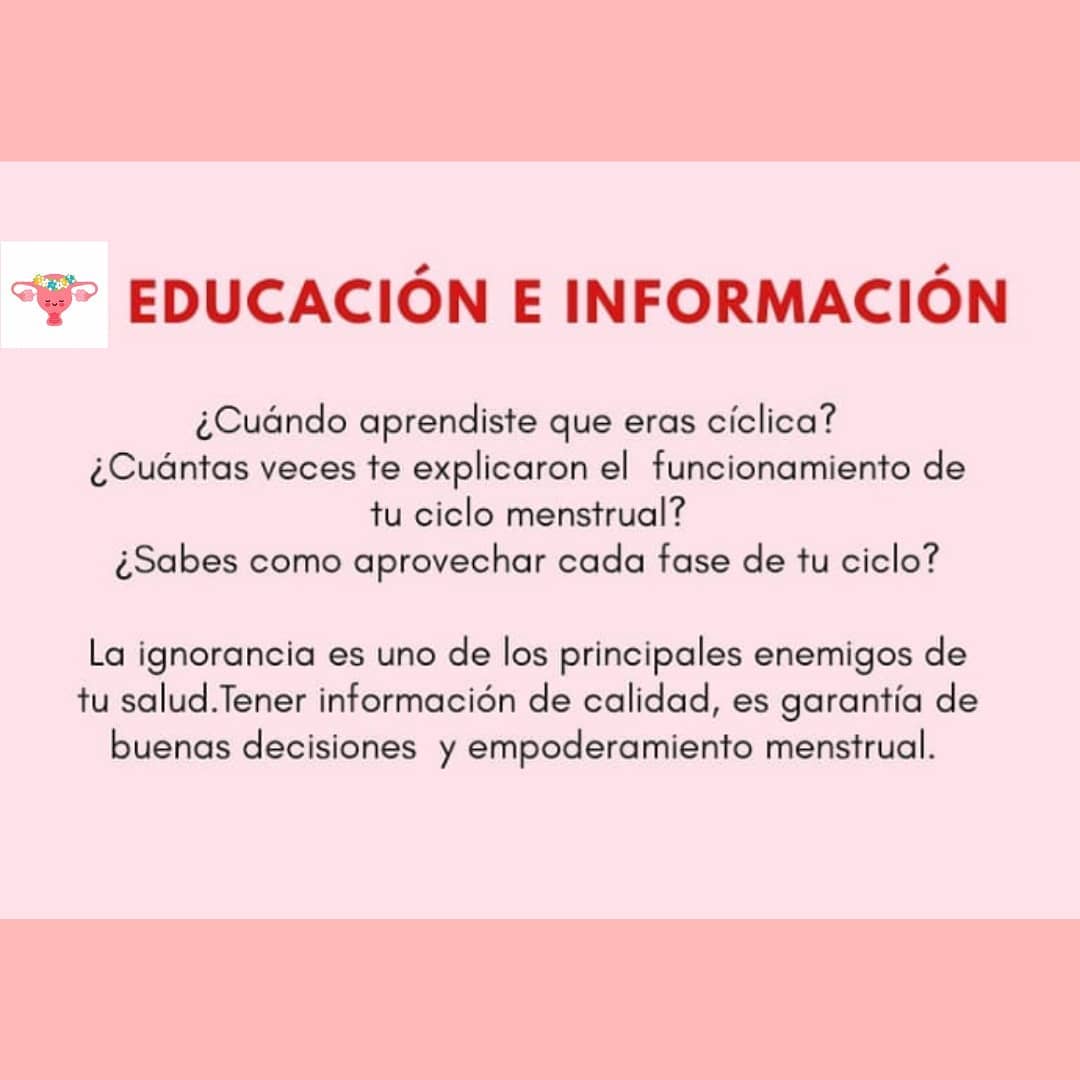 EDUCACIÓN E INFORMACIÓN
¿Cuándo aprendiste que eras cíclica?
¿Cuántas veces te explicaron el  funcionamiento de
tu ciclo menstrual?
¿Sabes como aprovechar cada fase de tu ciclo?
La ignorancia es uno de los principales enemigos de
tu salud.Tener información de calidad, es garantía de
buenas decisiones  y empoderamiento menstrual.